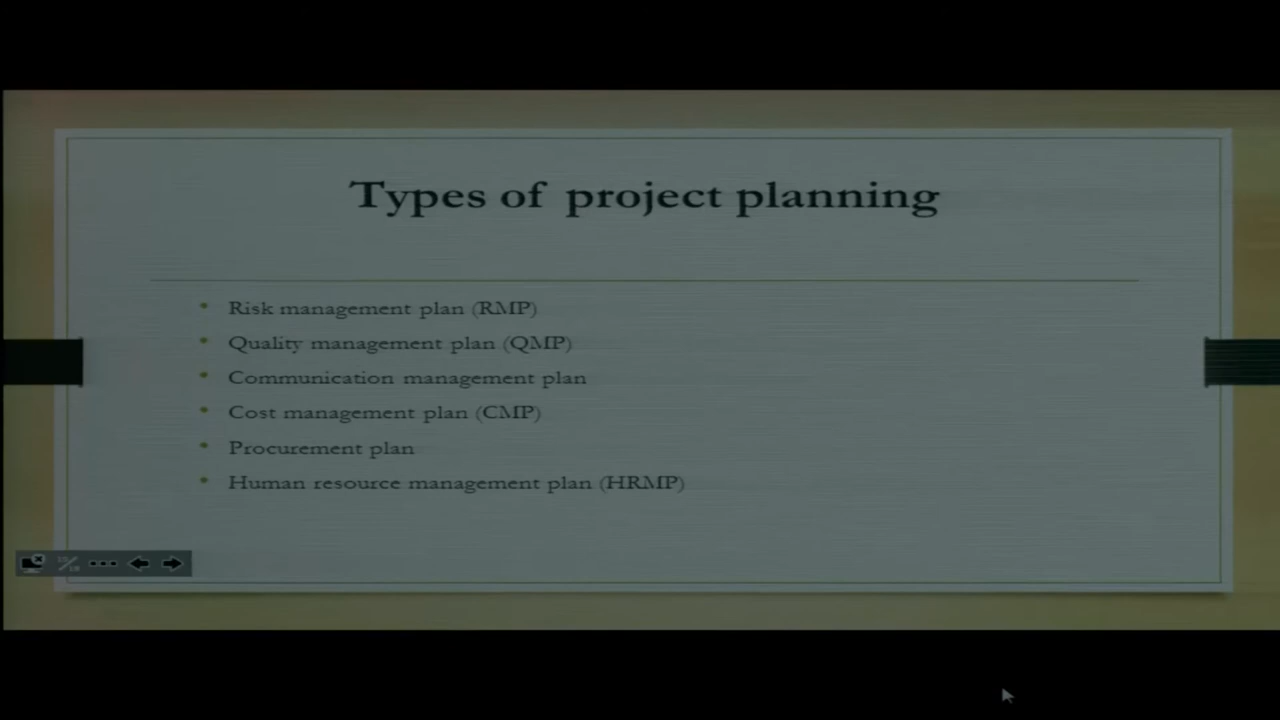 Types of project planning
• Risk management plan (RMP)
• Quality management plan (QMP)
• Communication management plan
• Cost management plan (CMP)
• Procurement plan
• Human resource management plan (HRMP)